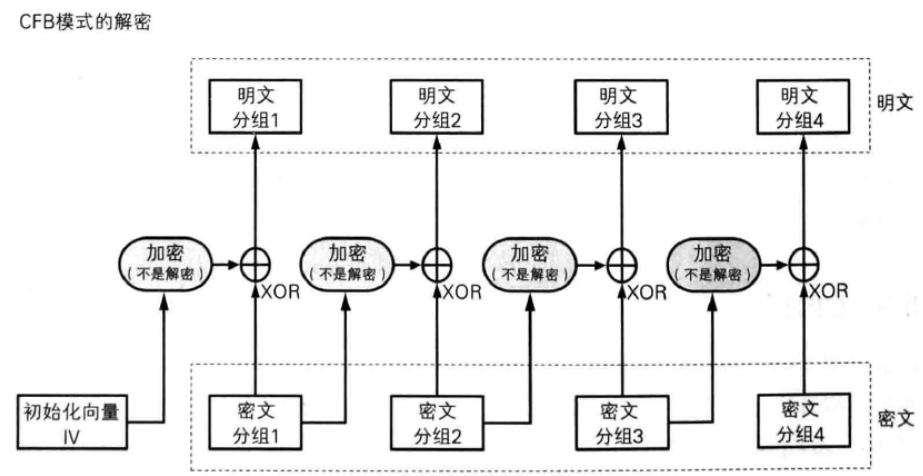 CFB模式的解密
明文
分组1
明文
分组2
明文
分组3
明文
分组4
明文
加密
(不是解密)
XOR
加密
(不是解密)
XOR
加密
(不是解密)
XOR
加密
(不是解密)
XOR
初始化向量
IV
密文
分组1
密文
分组2
密文
分组3
密文
分组4
密文